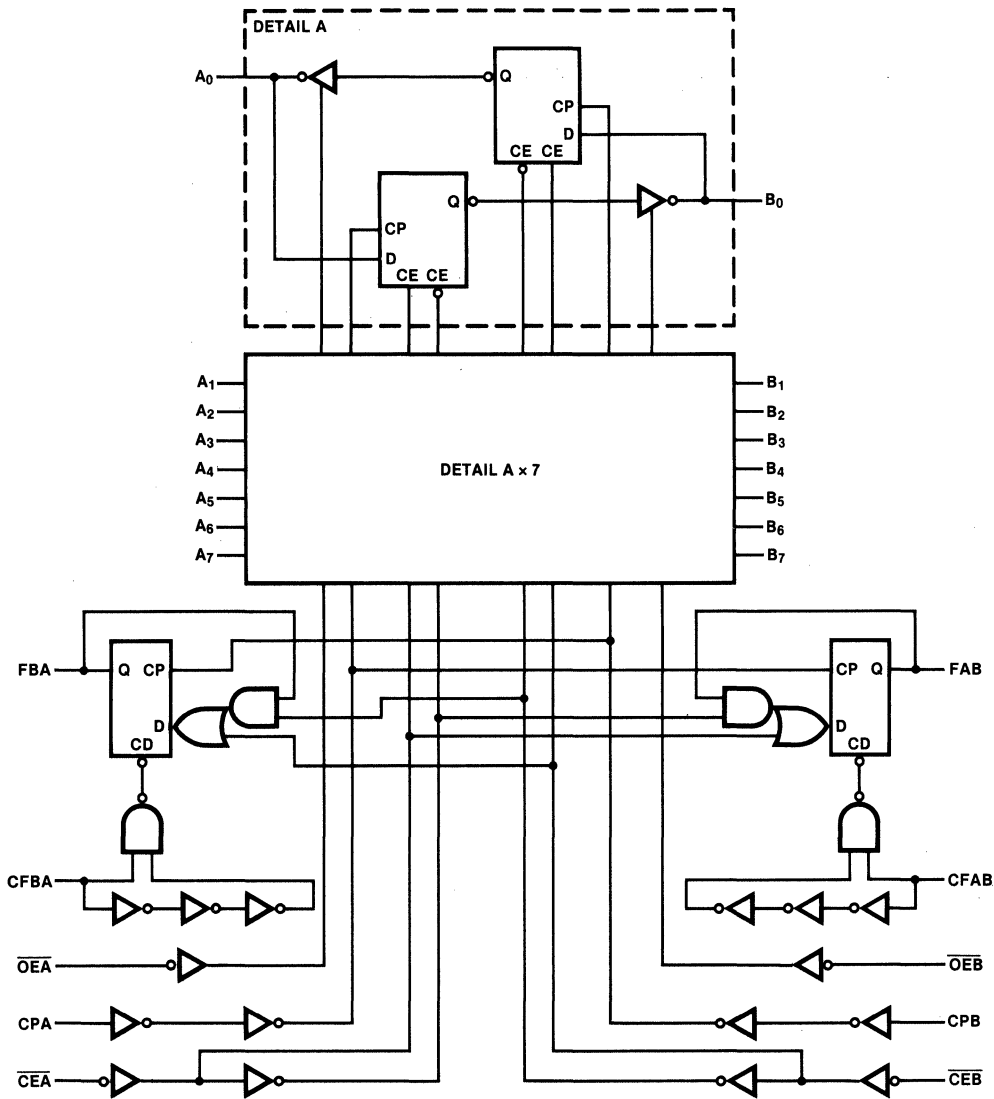 DETAIL A
A0
Q
CP
D
CE CE
Q
B0
CP
D
CE CE
A1
B1
A2
B2
A3
B3
A4
DETAIL A × 7
B4
A5
B5
A6
B6
A7
B7
FBA
Q CP
CP Q
FAB
D
D
CD
CD
CFBA
CFAB
OEA
OEB
CPA
CPB
CEA
CEB